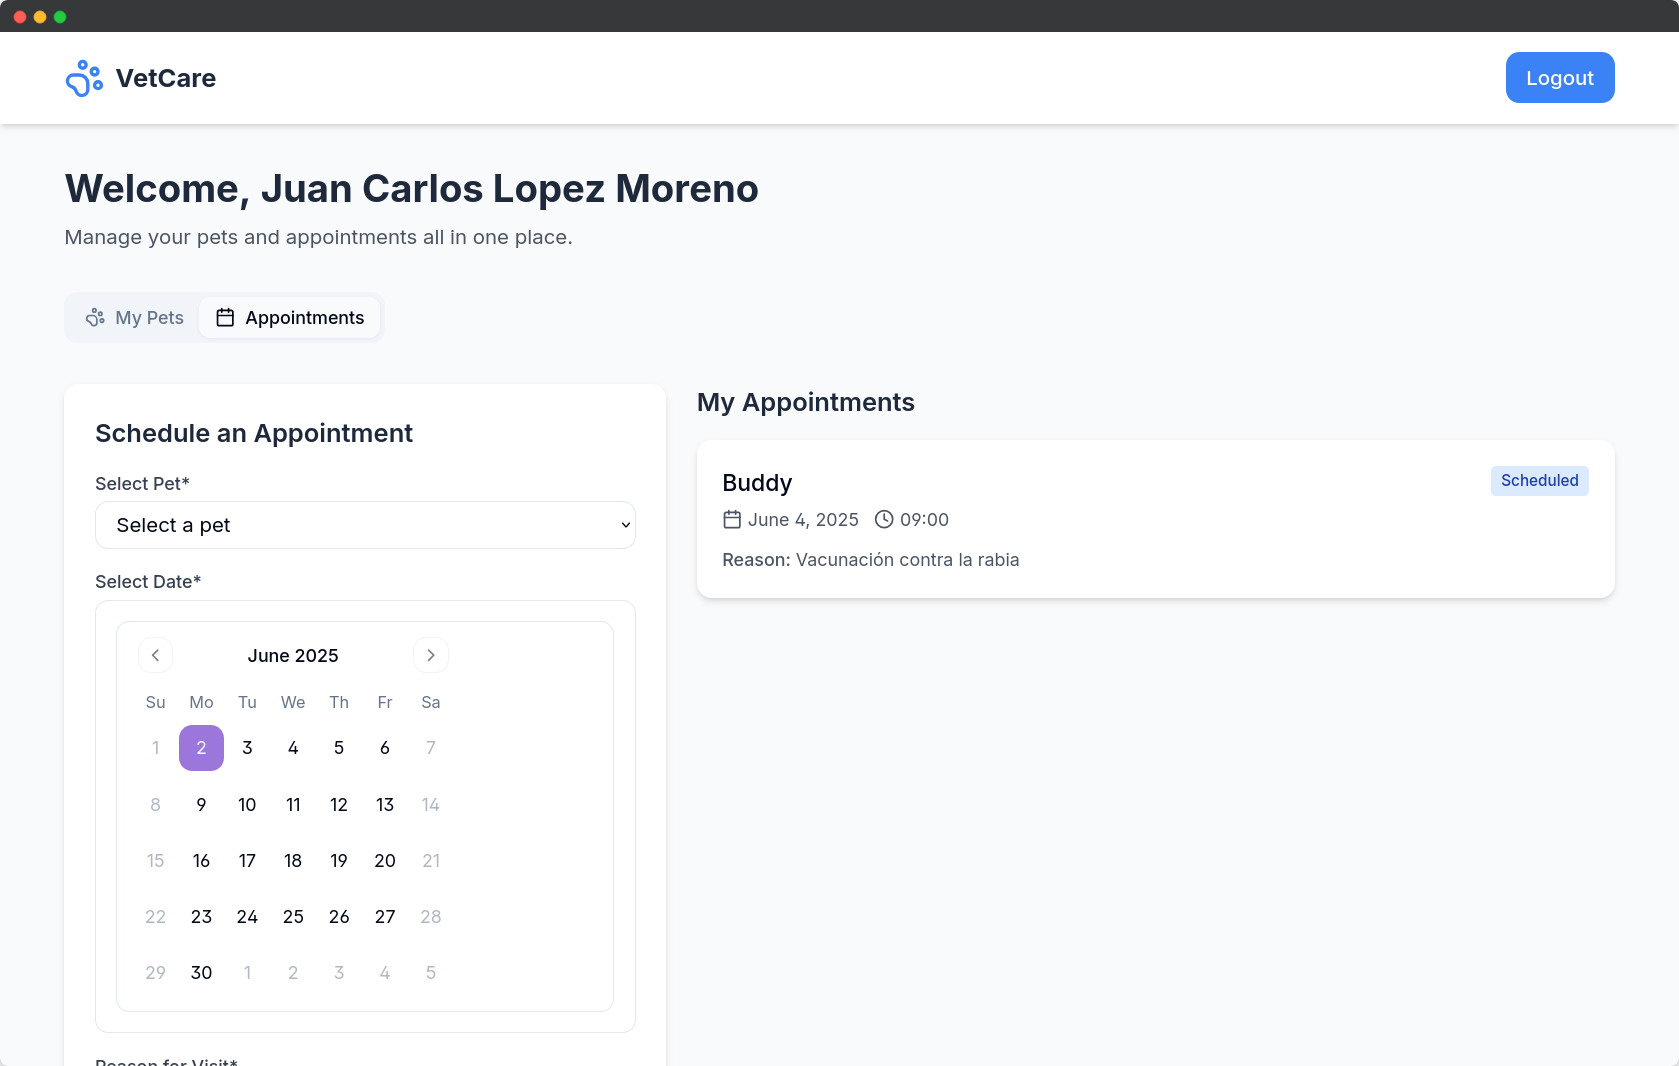 VetCare
Logout
Welcome, Juan Carlos Lopez Moreno
Manage your pets and appointments all in one place.
My Pets
Appointments
Schedule an Appointment
Select Pet*
Select a pet
Select Date*
June 2025
Su Mo Tu We Th Fr Sa
1 2 3 4 5 6 7
8 9 10 11 12 13 14
15 16 17 18 19 20 21
22 23 24 25 26 27 28
29 30 1 2 3 4 5
Reason for Visit*
My Appointments
Buddy
Scheduled
June 4, 2025 09:00
Reason: Vacunación contra la rabia